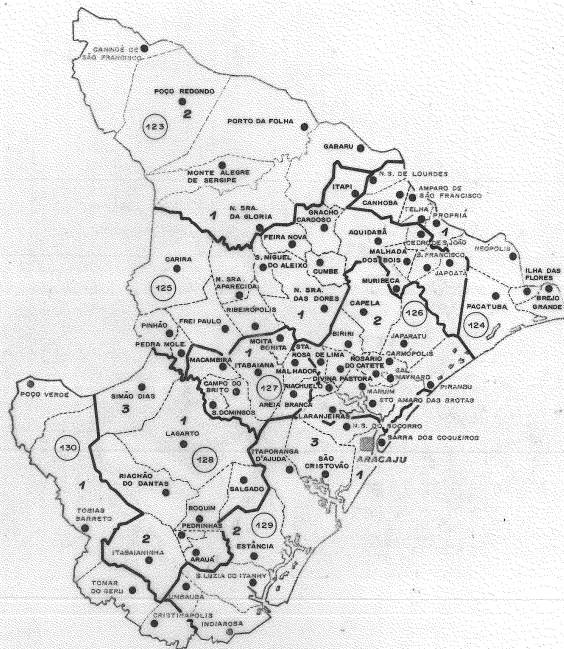 CANINDÉ DE
SÃO FRANCISCO
POÇO REDONDO
2
123
PORTO DA FOLHA
GARARU
MONTE ALEGRE
DE SERGIPE
N. S. DE LOURDES
ITAPI
AMPARO DE
SÃO FRANCISCO
CANHOBA
1
N. SRA.
DA GLORIA
GRACHO
CARDOSO
TELHA
PROPRIÁ
1
FEIRA NOVA
AQUIDABÃ
CEDRO DE S. JOÃO
NEÓPOLIS
MALHADA
DOS BOIS
S. FRANCISCO
CARIRA
S. MIGUEL
DO ALEIXO
CUMBE
JAPOATA
ILHA DAS
FLORES
MURIBECA
125
N. SRA.
APARECIDA
N. SRA.
DAS DORES
BREJO
GRANDE
PACATUBA
CAPELA
126
124
RIBEIRÓPOLIS
1
2
PINHÃO
FREI PAULO
PEDRA MOLE
MOITA
BONITA
STA.
ROSA DE LIMA
SIRIRI
JAPARATU
1
MACAMBIRA
ITABAIANA
MALHADOR
ROSARIO
DO CATETE
CARMÓPOLIS
GAL.
MAYNARD
POÇO VERDE
SIMÃO DIAS
CAMPO DO
BRITO
127
RIACHUELO
DIVINA PASTORA
MARUIM
PIRAMBU
3
AREIA BRANCA
STO AMARO DAS BROTAS
S. DOMINGOS
LARANJEIRAS
1
N. S. DO SOCORRO
LAGARTO
3
BARRA DOS COQUEIROS
130
128
ITAPORANGA
D'AJUDA
ARACAJU
SÃO
CRISTOVÃO
1
1
RIACHÃO
DO DANTAS
SALGADO
TOBIAS
BARRETO
BOQUIM
PEDRINHAS
129
2
2
ESTÂNCIA
ITABAIANINHA
ARAUÁ
TOMAR
DO GERU
S. LUZIA DO ITANHY
UMBAUBÁ
CRISTINAPOLIS
INDIAROBA